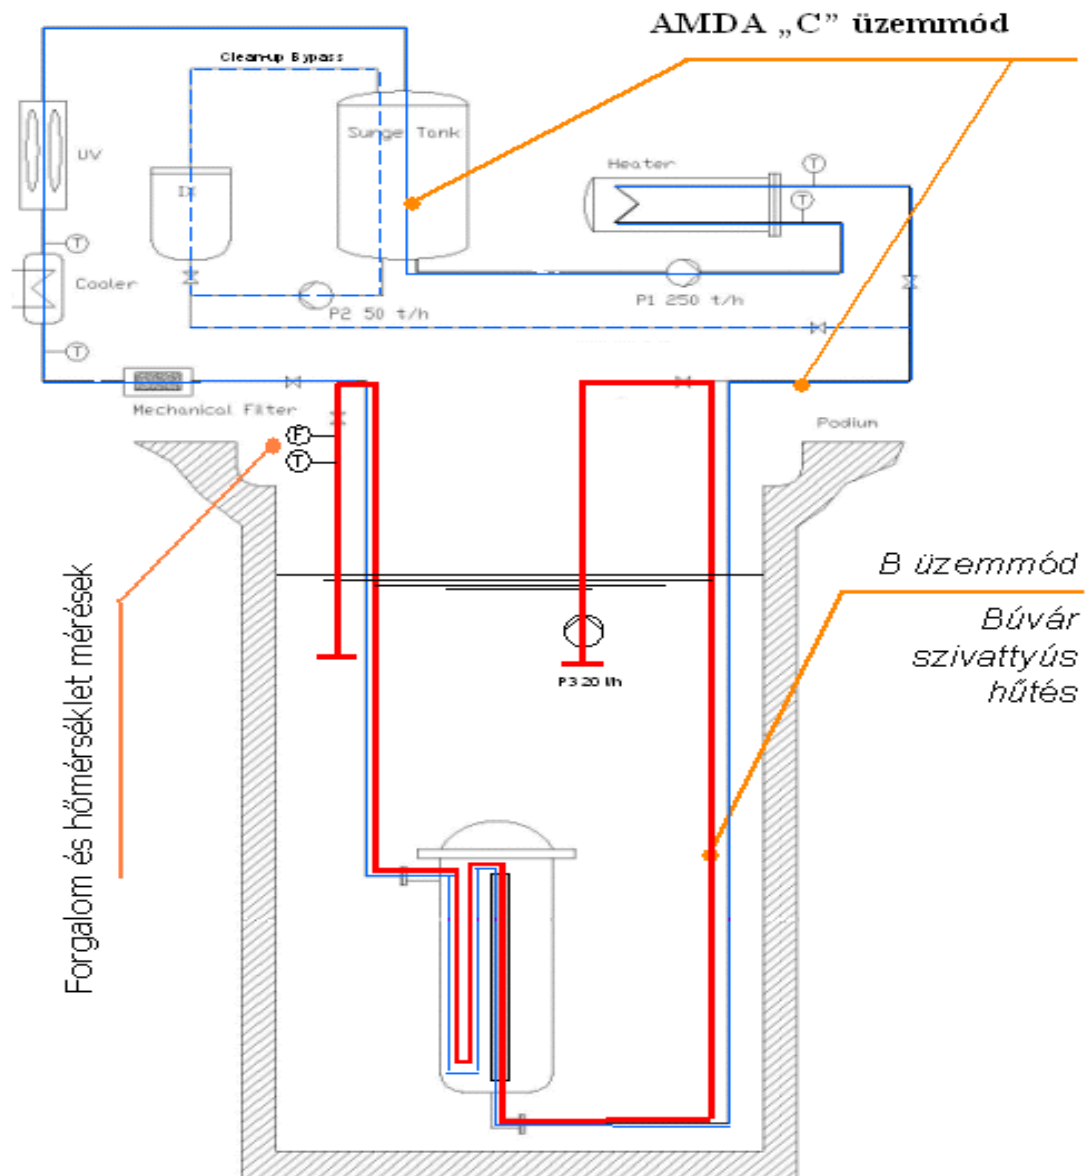 AMDA „C” üzemmód
Clean-up Bypass
Surge Tank
UV
Heater
T
T
IX
T
Cooler
P2 50 t/h
P1 250 t/h
T
Mechanical Filter
Podium
F
T
B üzemmód
Búvár
szivattyús
hűtés
P3 20 t/h
Forgalom és hőmérséklet mérések